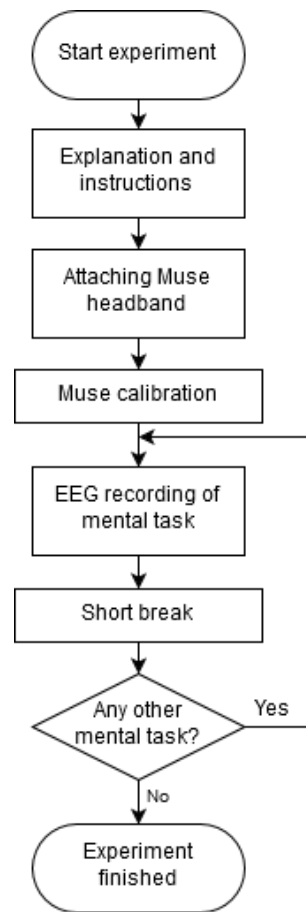 Start experiment
Explanation and
instructions
Attaching Muse
headband
Muse calibration
EEG recording of
mental task
Short break
Any other
mental task?
Yes
No
Experiment
finished